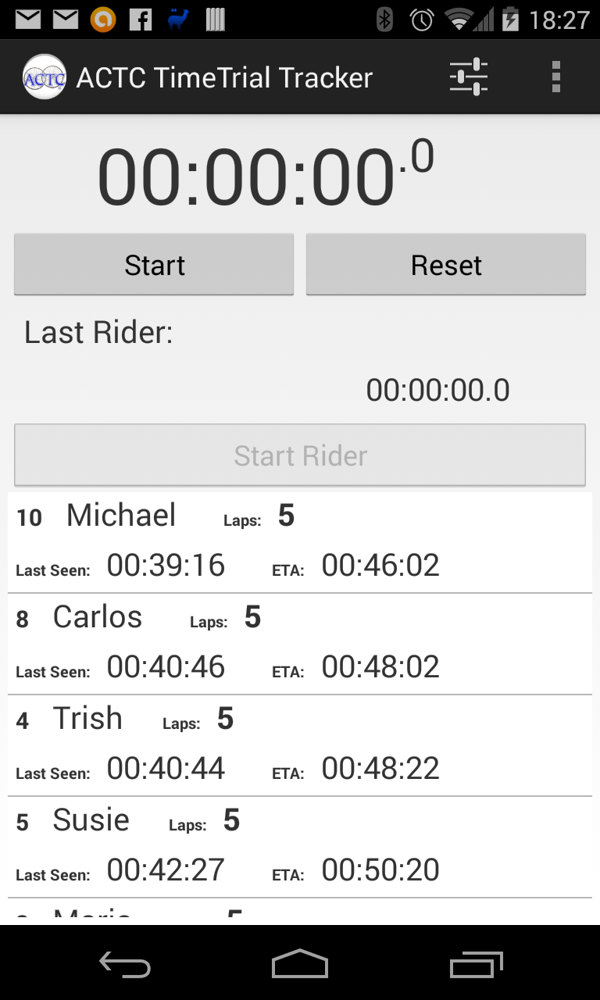 18:27
ACTC ACTC TimeTrial Tracker
00:00:00.0
Start Reset
Last Rider:
00:00:00.0
Start Rider
10 Michael Laps: 5
Last Seen: 00:39:16 ETA: 00:46:02
8 Carlos Laps: 5
Last Seen: 00:40:46 ETA: 00:48:02
4 Trish Laps: 5
Last Seen: 00:40:44 ETA: 00:48:22
5 Susie Laps: 5
Last Seen: 00:42:27 ETA: 00:50:20